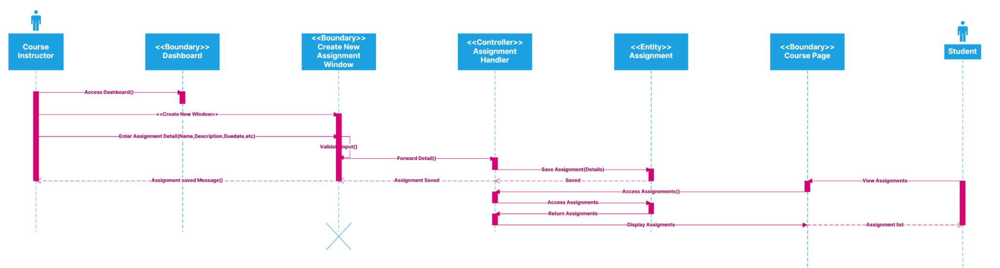 Course
Instructor
<<Boundary>>
Dashboard
<<Boundary>>
Create New
Assignment
Window
<<Controller>>
Assignment
Handler
<<Entity>>
Assignment
<<Boundary>>
Course Page
Student
Access Dashboard()
<<Create New Window>>
Enter Assignment Detail(Name,Description,Duedate,etc)
Validate input()
Forward Detail()
Save Assignment(Details)
Assignment saved Message()
Assignment Saved
Saved
View Assignments
Access Assignements()
Access Assignments
Return Assignments
Display Assigments
Assignment list